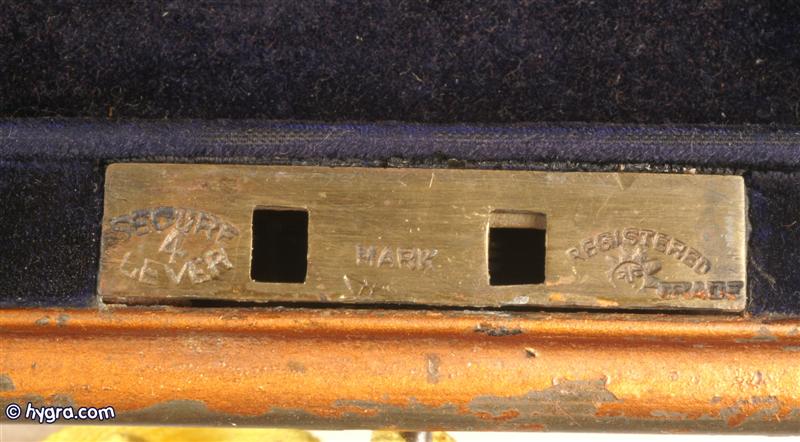 SECURE
4
LEVER
MARK
REGISTERED
TRADE
© hygra.com